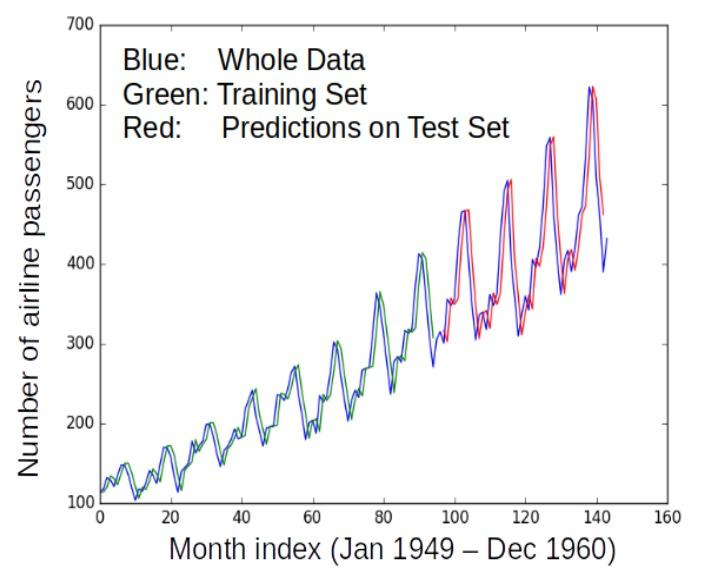 700
600
500
400
300
200
100
Number of airline passengers
Blue: Whole Data
Green: Training Set
Red: Predictions on Test Set
0 20 40 60 80 100 120 140 160
Month index (Jan 1949 – Dec 1960)